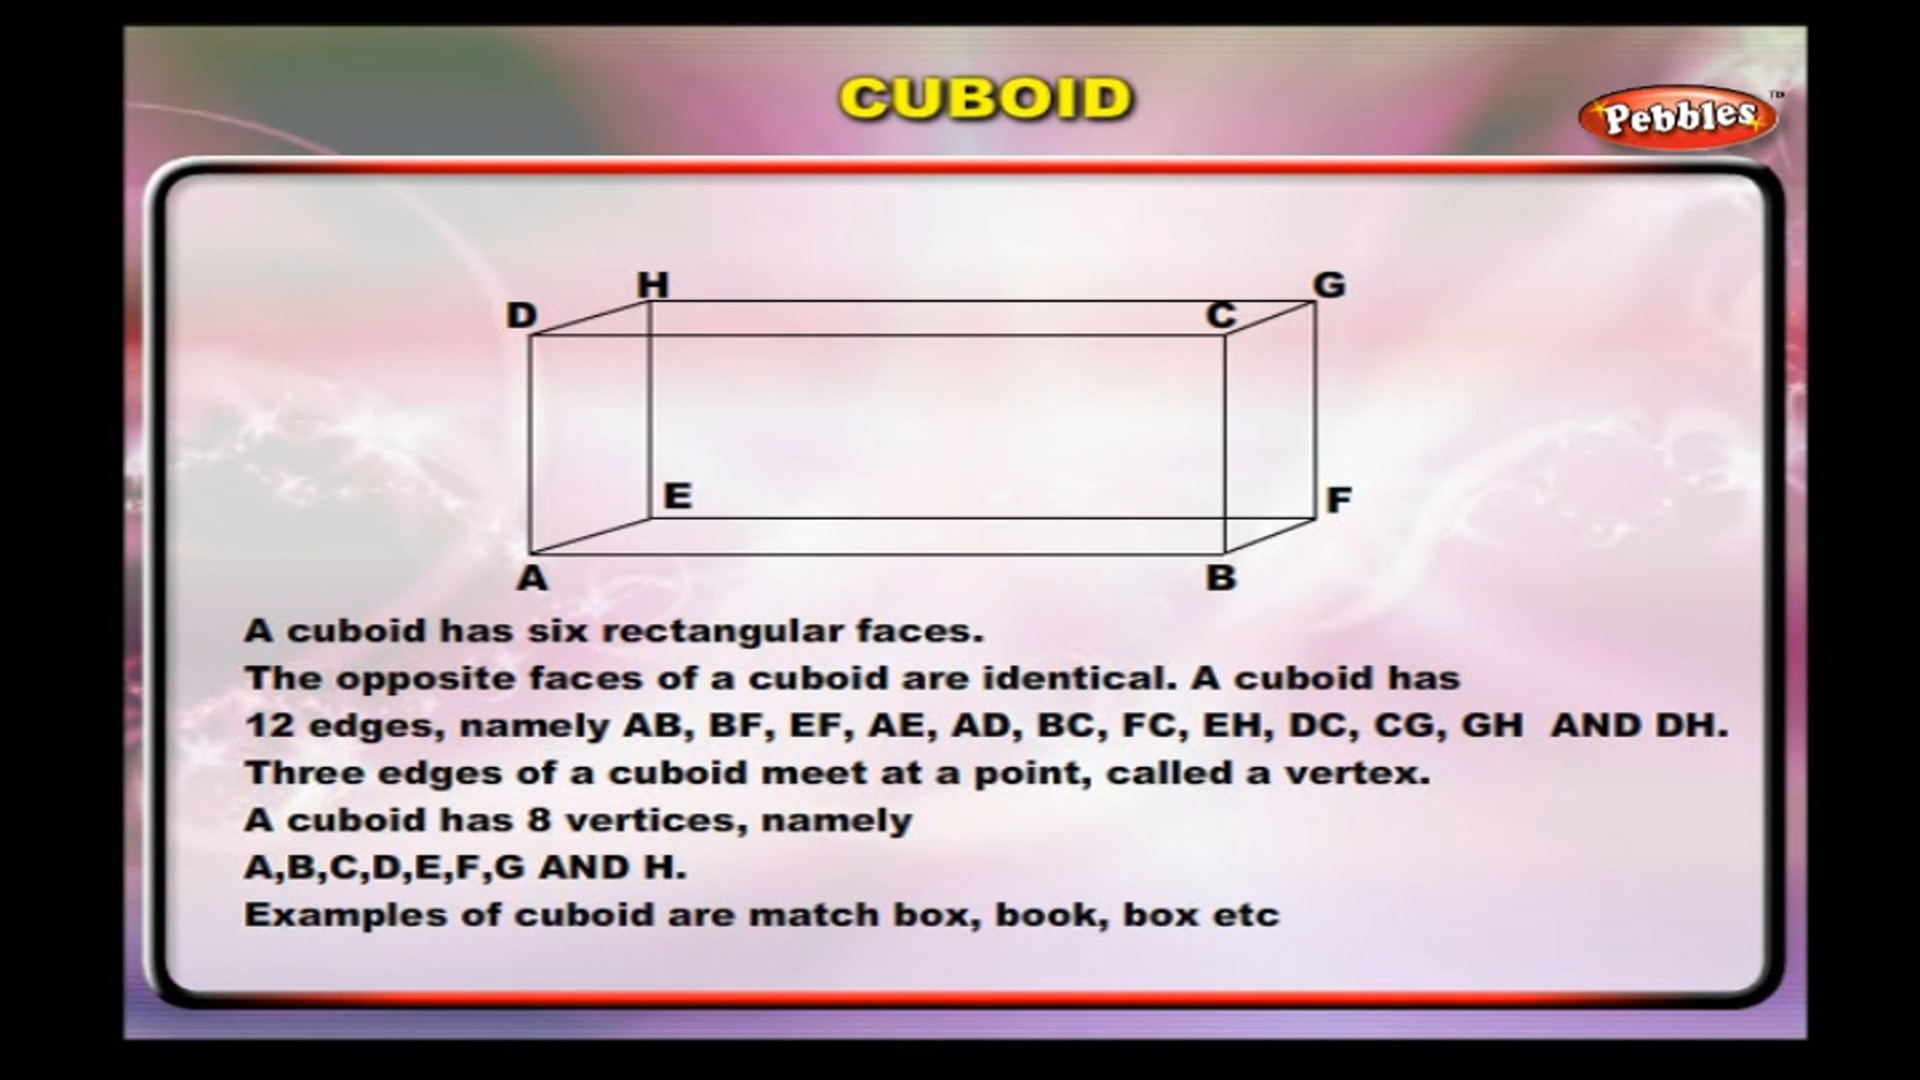 CUBOID
Pebbles
H
G
D
C
E
F
A
B
A cuboid has six rectangular faces.
The opposite faces of a cuboid are identical. A cuboid has
12 edges, namely AB, BF, EF, AE, AD, BC, FC, EH, DC, CG, GH AND DH.
Three edges of a cuboid meet at a point, called a vertex.
A cuboid has 8 vertices, namely
A,B,C,D,E,F,G AND H.
Examples of cuboid are match box, book, box etc